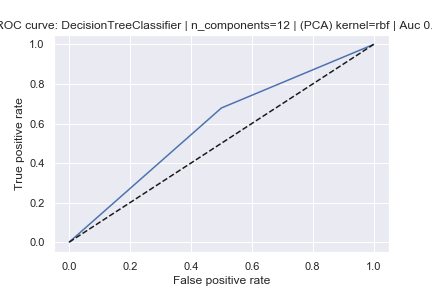 ROC curve: DecisionTreeClassifier | n_components=12 | (PCA) kernel=rbf | Auc 0.
1.0
0.8
0.6
0.4
0.2
0.0
True positive rate
0.0 0.2 0.4 0.6 0.8 1.0
False positive rate